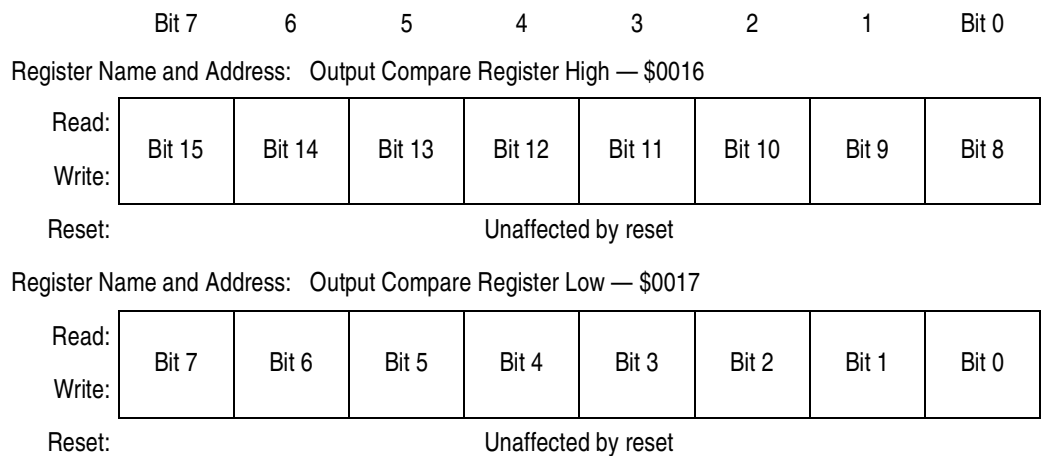 Bit 7 6 5 4 3 2 1 Bit 0
Register Name and Address: Output Compare Register High — $0016
Read:
Bit 15 Bit 14 Bit 13 Bit 12 Bit 11 Bit 10 Bit 9 Bit 8
Write:
Reset: Unaffected by reset
Register Name and Address: Output Compare Register Low — $0017
Read:
Bit 7 Bit 6 Bit 5 Bit 4 Bit 3 Bit 2 Bit 1 Bit 0
Write:
Reset: Unaffected by reset